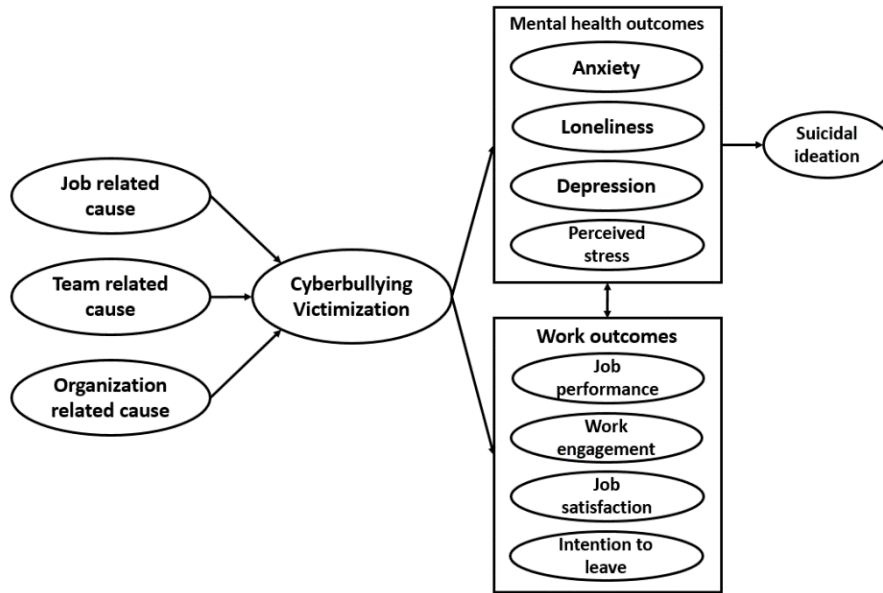 Job related
cause
Team related
cause
Organization
related cause
Cyberbullying
Victimization
Mental health outcomes
Anxiety
Loneliness
Depression
Perceived
stress
Suicidal
ideation
Work outcomes
Job
performance
Work
engagement
Job
satisfaction
Intention to
leave